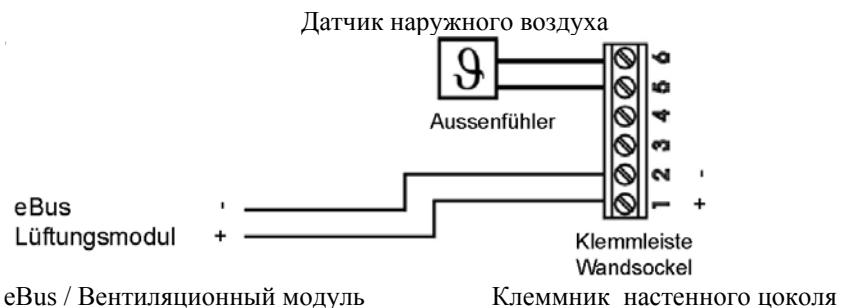 Датчик наружного воздуха
ϑ
Aussenfühler
6
5
4
3
2 -
1 +
eBus -
Lüftungsmodul +
Klemmleiste
Wandsockel
eBus / Вентиляционный модуль Клеммник настенного цоколя